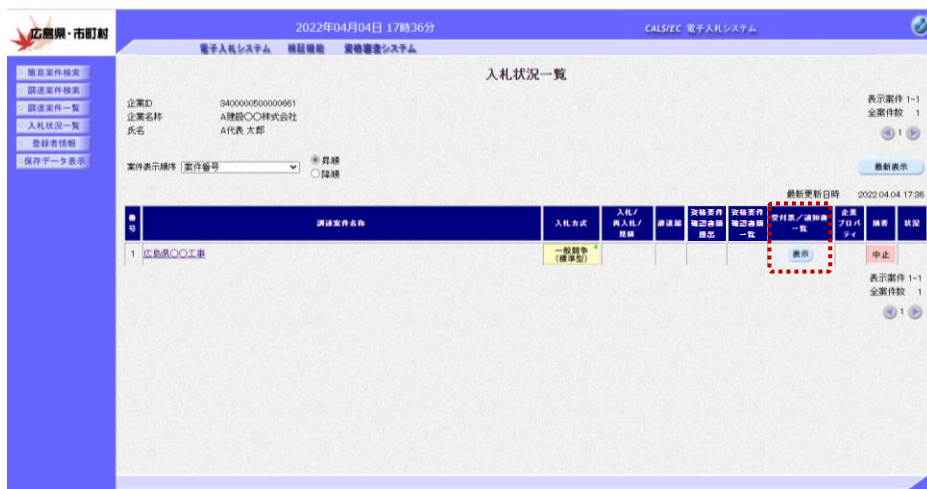 広島県・市町村
2022年04月04日 17時36分
CALS/EC 電子入札システム
電子入札システム 検証機能 資格審査システム
簡易案件検索
調達案件検索
調達案件一覧
入札状況一覧
登録者情報
保存データ表示
入札状況一覧
企業ID 3400000500000661
企業名称 A建設〇〇株式会社
氏名 A代表 太郎
表示案件 1-1
全案件数 1
1
案件表示順序 案件番号
昇順
降順
最新表示
最新更新日時 2022.04.04 17:36
番号 調達案件名称 入札方式 入札/再入札/見積 辞退届 資格要件確認書類提出 資格要件確認書類一覧 受付票/通知書一覧 企業プロパティ 摘要 状況
1 広島県〇〇工事 一般競争(標準型) 表示 中止
表示案件 1-1
全案件数 1
1